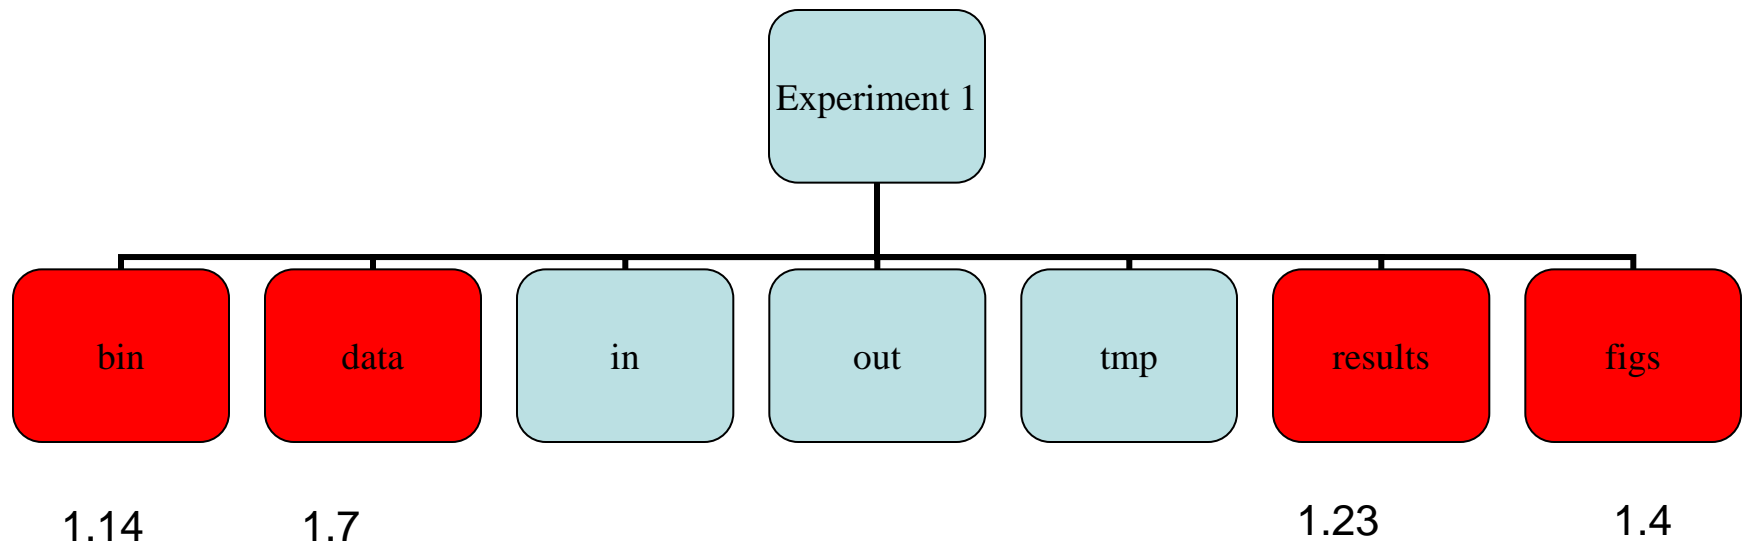 Experiment 1
bin
data
in
out
tmp
results
figs
1.14
1.7
1.23
1.4